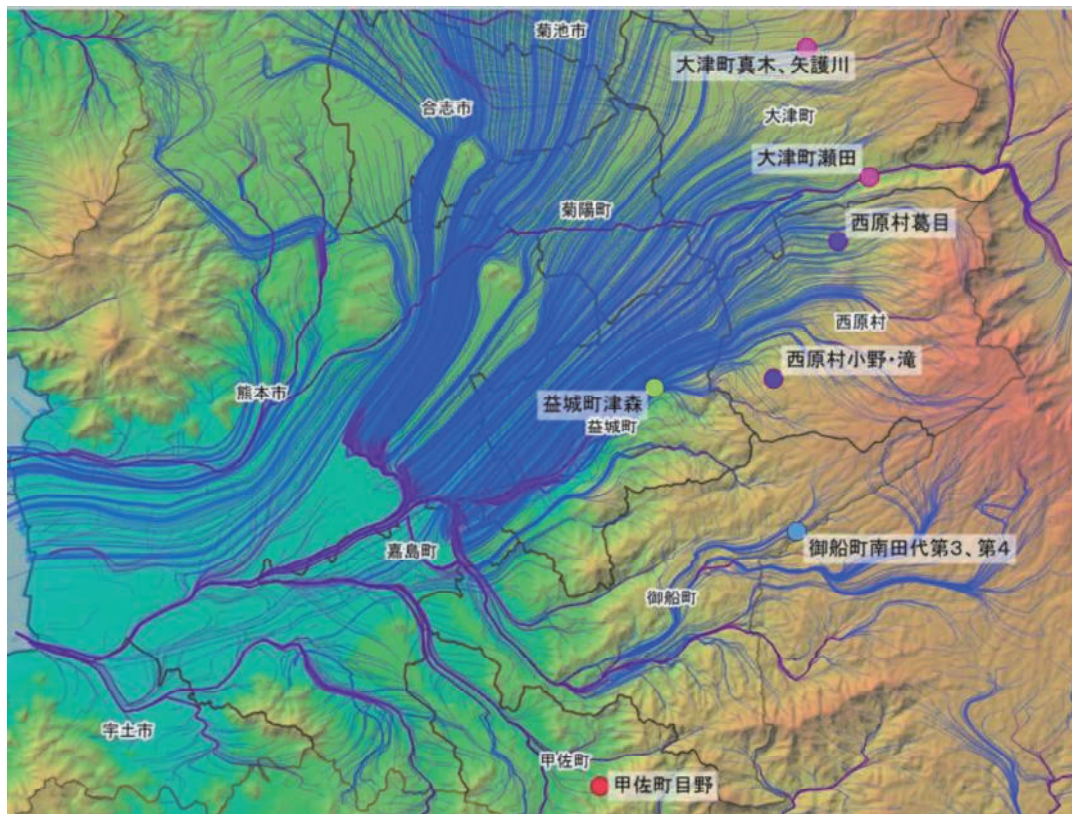 菊池市
大津町真木、矢護川
合志市
大津町
大津町瀬田
菊陽町
西原村葛目
西原村
西原村小野・滝
熊本市
益城町津森
益城町
御船町南田代第3、第4
嘉島町
御船町
宇土市
甲佐町
甲佐町目野